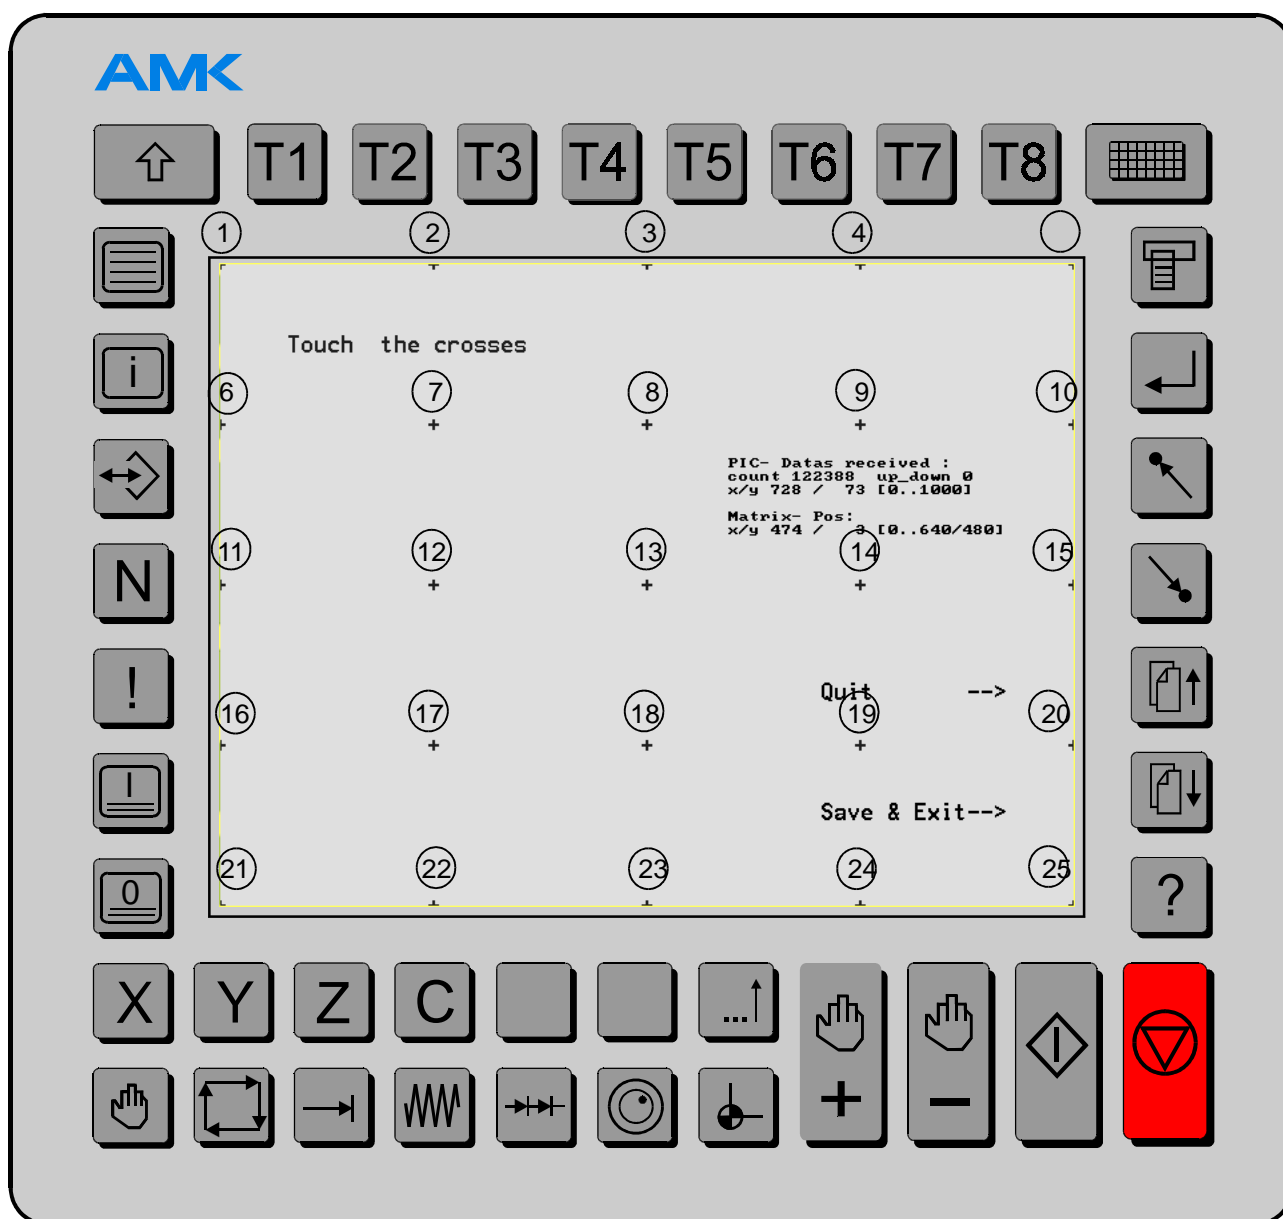 AMK
T1 T2 T3 T4 T5 T6 T7 T8
1 2 3 4
Touch the crosses
i
6 7 8 9 10
PIC- Datas received :
count 122388 up_down 0
x/y 728 / 73 [0..1000]
Matrix- Pos:
x/y 474 / 3 [0..640/480]
11 12 13 14 15
N
!
Quit -->
16 17 18 19 20
I
Save & Exit-->
21 22 23 24 25
0
?
X Y Z C ...
+ −